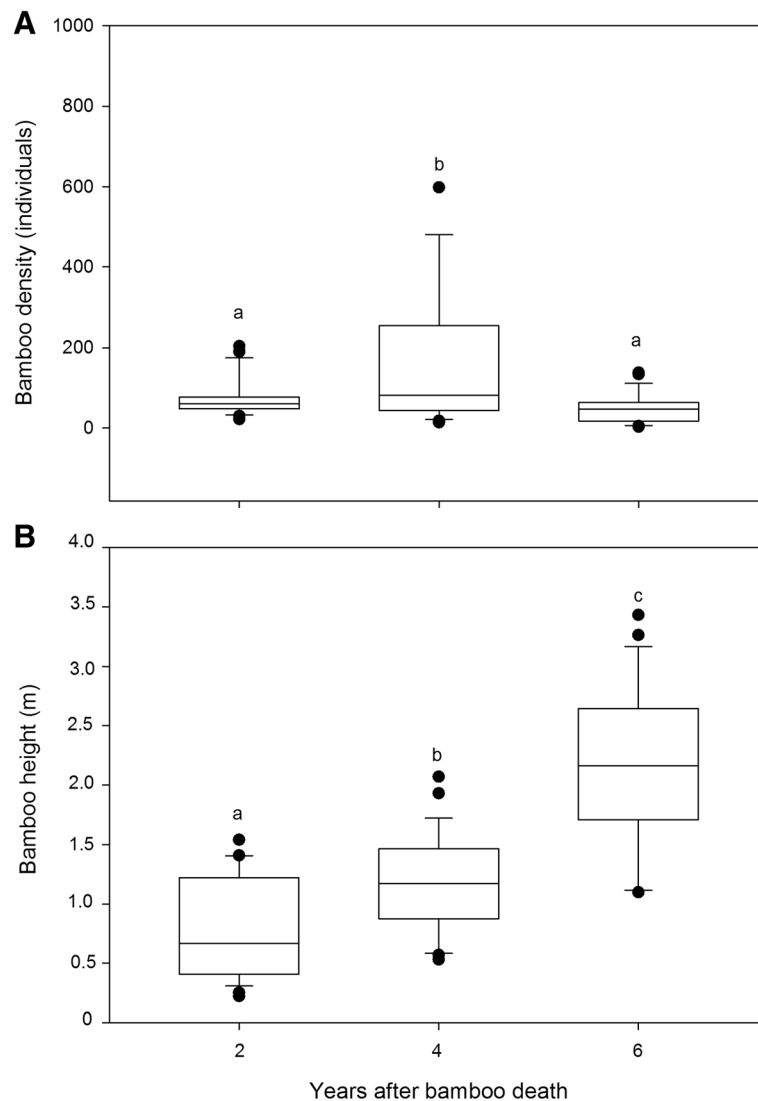 A
1000
800
600
400
200
0
Bamboo density (individuals)
a
b
a
B
4.0
3.5
3.0
2.5
2.0
1.5
1.0
0.5
0
Bamboo height (m)
a
b
c
2 4 6
Years after bamboo death